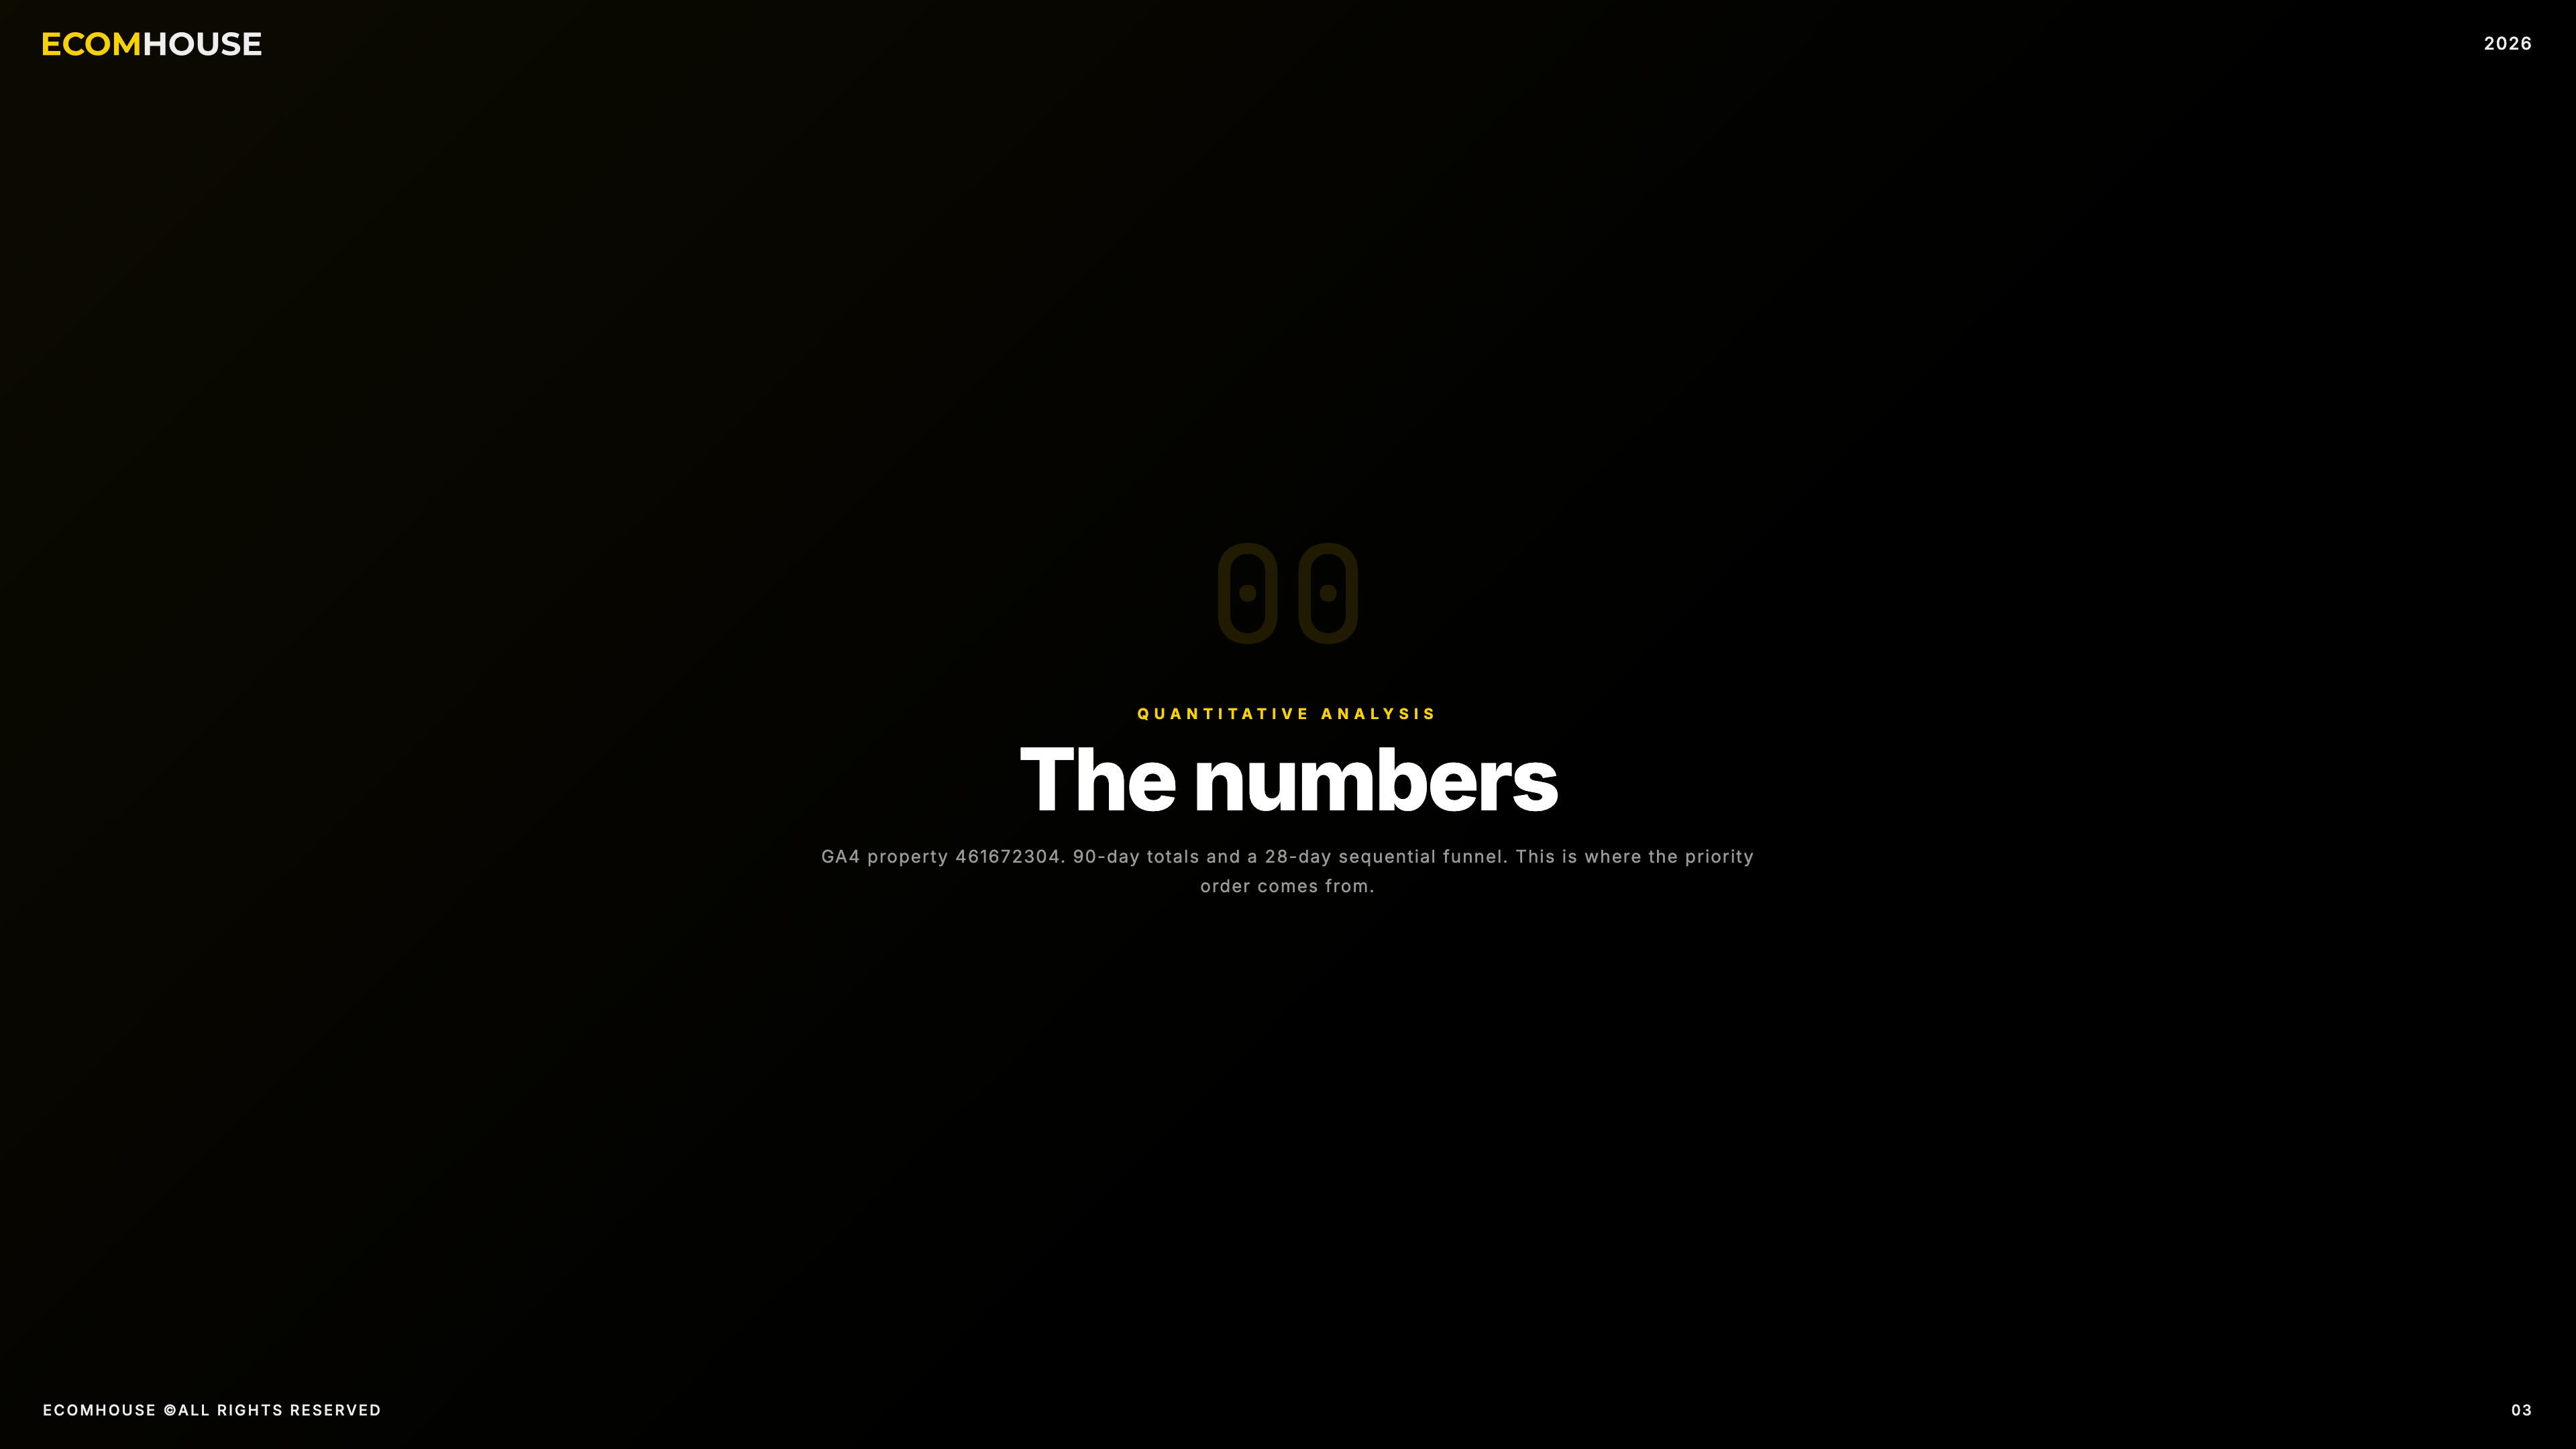 ECOMHOUSE
2026
00
QUANTITATIVE ANALYSIS
The numbers
GA4 property 461672304. 90-day totals and a 28-day sequential funnel. This is where the priority
order comes from.
ECOMHOUSE ©ALL RIGHTS RESERVED
03